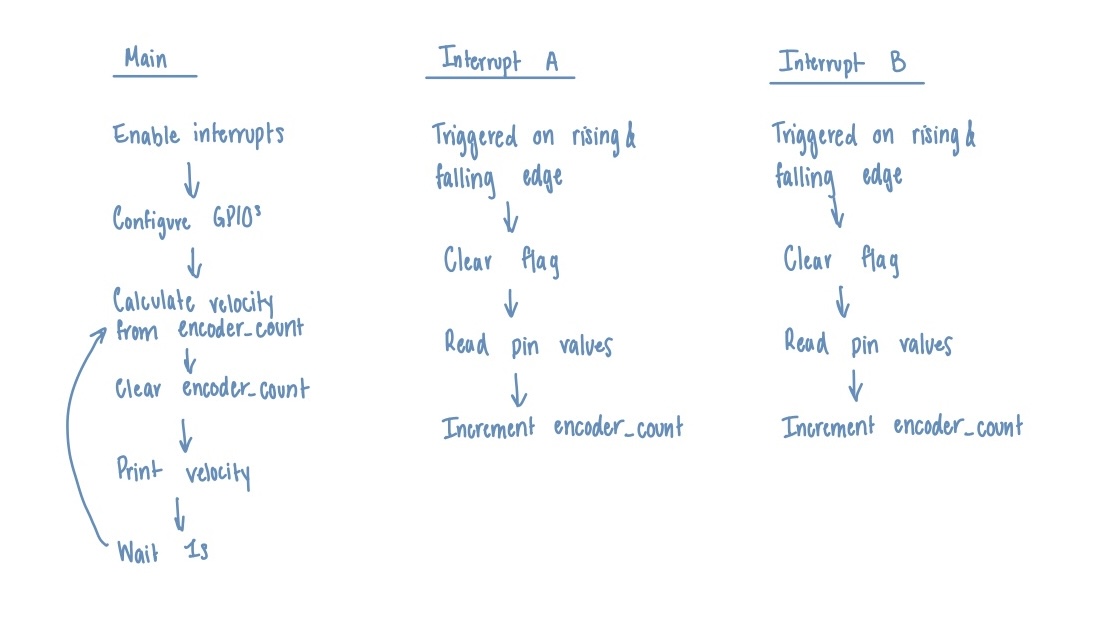 Main
Enable interrupts
Configure GPIOs
Calculate velocity
from encoder_count
Clear encoder_count
Print velocity
Wait 1s
Interrupt A
Triggered on rising &
falling edge
Clear flag
Read pin values
Increment encoder_count
Interrupt B
Triggered on rising &
falling edge
Clear flag
Read pin values
Increment encoder_count